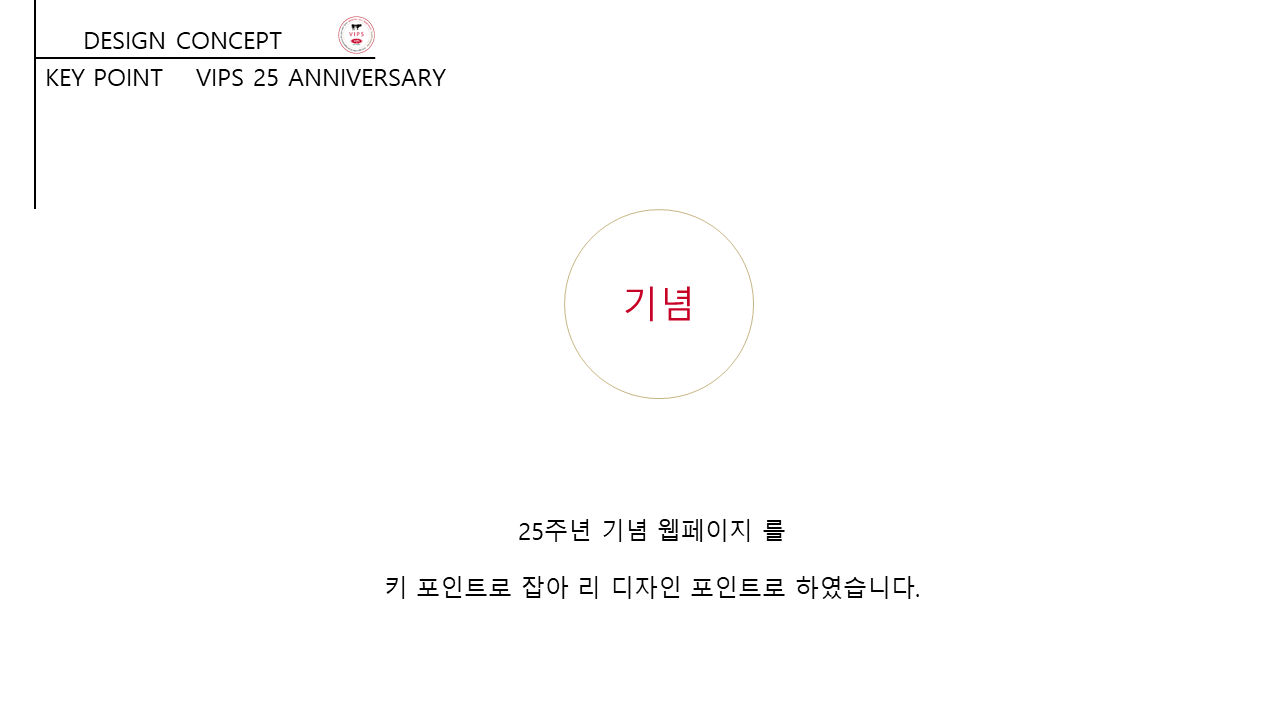 DESIGN CONCEPT
VIPS
KEY POINT VIPS 25 ANNIVERSARY
기념
25주년 기념 웹페이지 를
키 포인트로 잡아 리 디자인 포인트로 하였습니다.